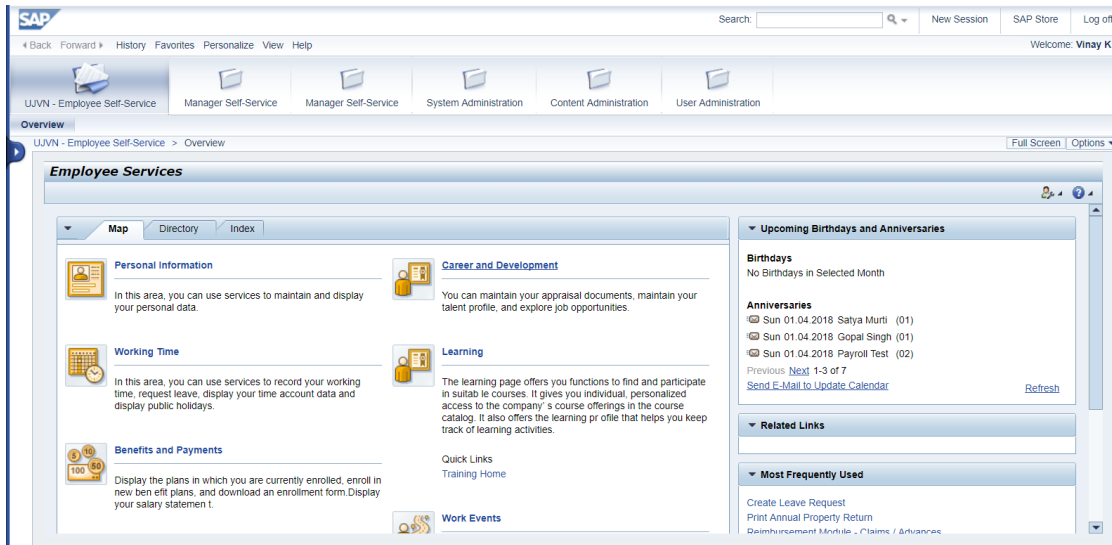 SAP
Search:
New Session
SAP Store
Log off
Back Forward History Favorites Personalize View Help
Welcome: Vinay K
UJVN - Employee Self-Service
Manager Self-Service
Manager Self-Service
System Administration
Content Administration
User Administration
Overview
UJVN - Employee Self-Service > Overview
Full Screen
Options
Employee Services
Map
Directory
Index
Personal Information
In this area, you can use services to maintain and display
your personal data.
Working Time
In this area, you can use services to record your working
time, request leave, display your time account data and
display public holidays.
Benefits and Payments
Display the plans in which you are currently enrolled, enroll in
new ben efit plans, and download an enrollment form.Display
your salary statemen t.
Career and Development
You can maintain your appraisal documents, maintain your
talent profile, and explore job opportunities.
Learning
The learning page offers you functions to find and participate
in suitab le courses. It gives you individual, personalized
access to the company' s course offerings in the course
catalog. It also offers the learning pr ofile that helps you keep
track of learning activities.
Quick Links
Training Home
Work Events
Upcoming Birthdays and Anniversaries
Birthdays
No Birthdays in Selected Month
Anniversaries
Sun 01.04.2018 Satya Murti (01)
Sun 01.04.2018 Gopal Singh (01)
Sun 01.04.2018 Payroll Test (02)
Previous Next 1-3 of 7
Send E-Mail to Update Calendar
Refresh
Related Links
Most Frequently Used
Create Leave Request
Print Annual Property Return
Reimbursement Module - Claims / Advances